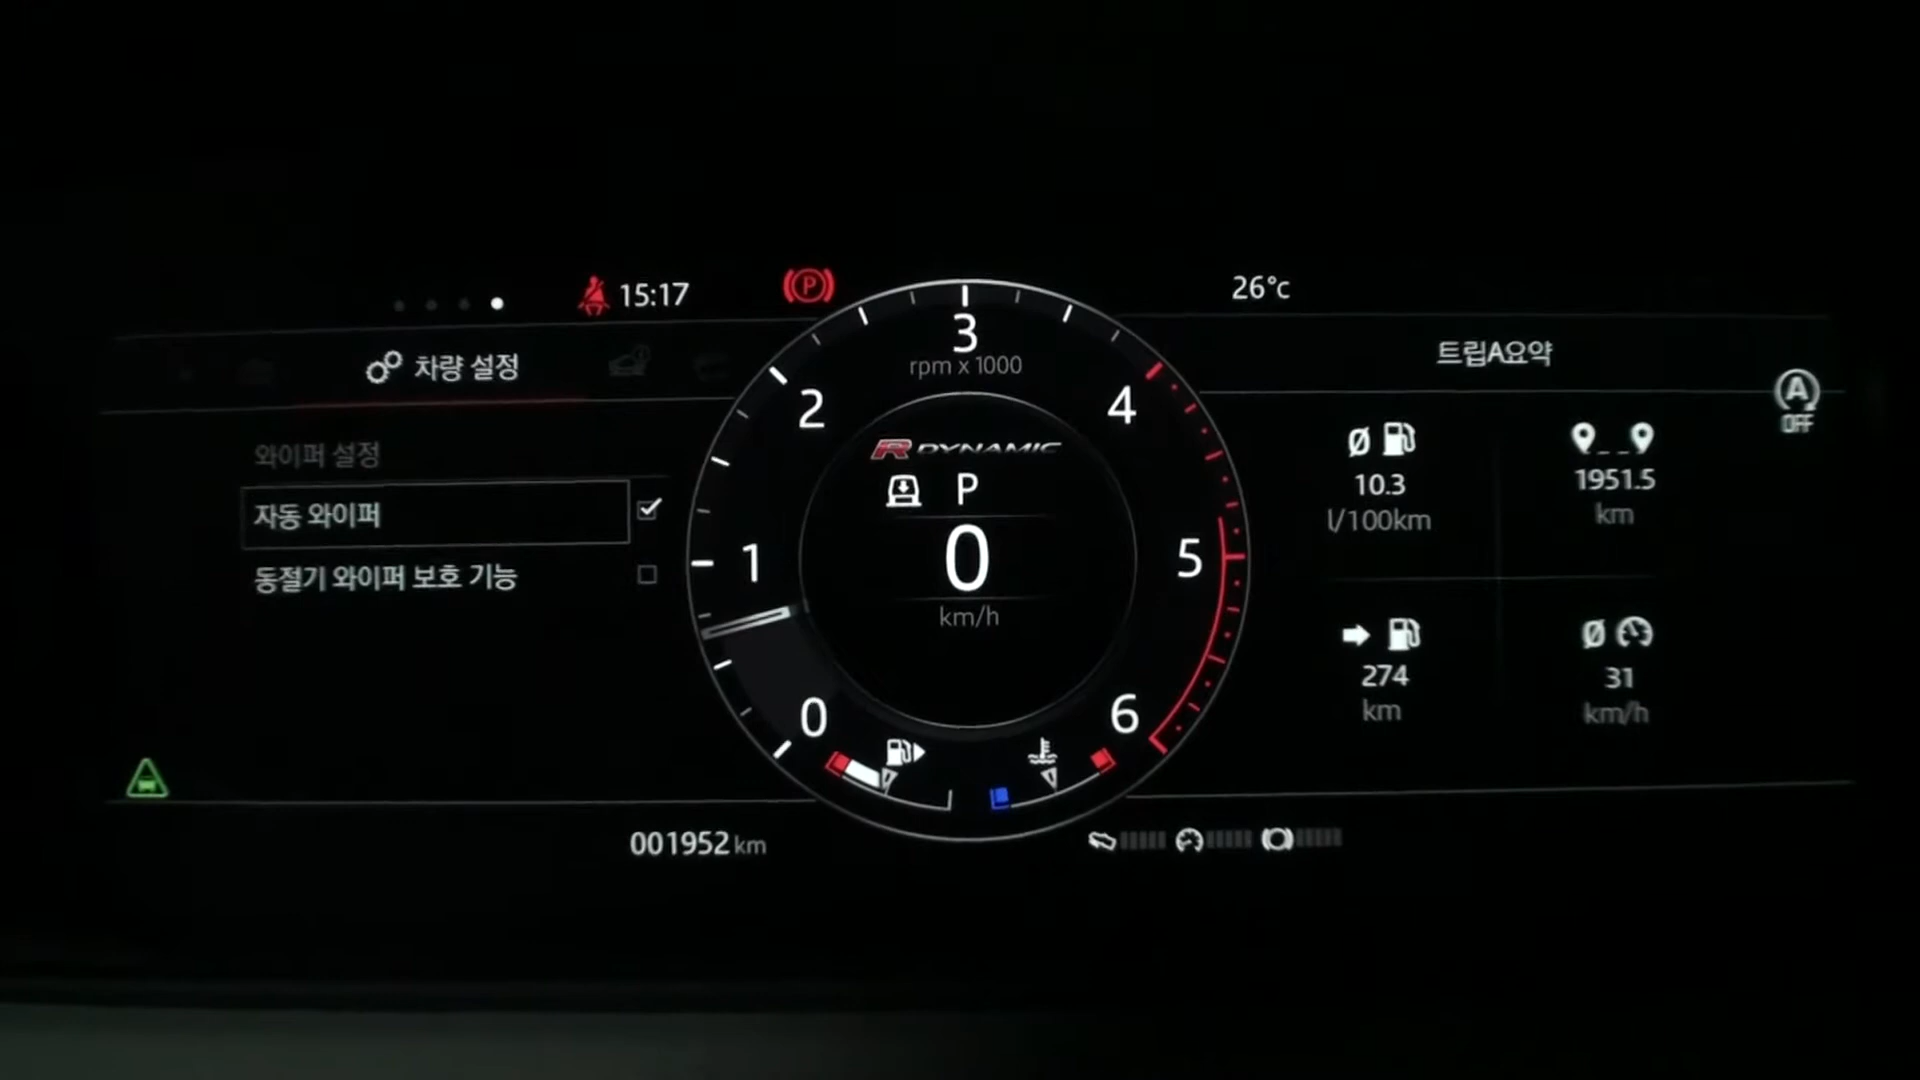 15:17
26°c
차량 설정
와이퍼 설정
자동 와이퍼
동절기 와이퍼 보호 기능
0
1
2
3
4
5
6
rpm x 1000
R DYNAMIC
P
0
km/h
트립A요약
A
OFF
Ø
10.3
l/100km
1951.5
km
274
km
Ø
31
km/h
001952 km